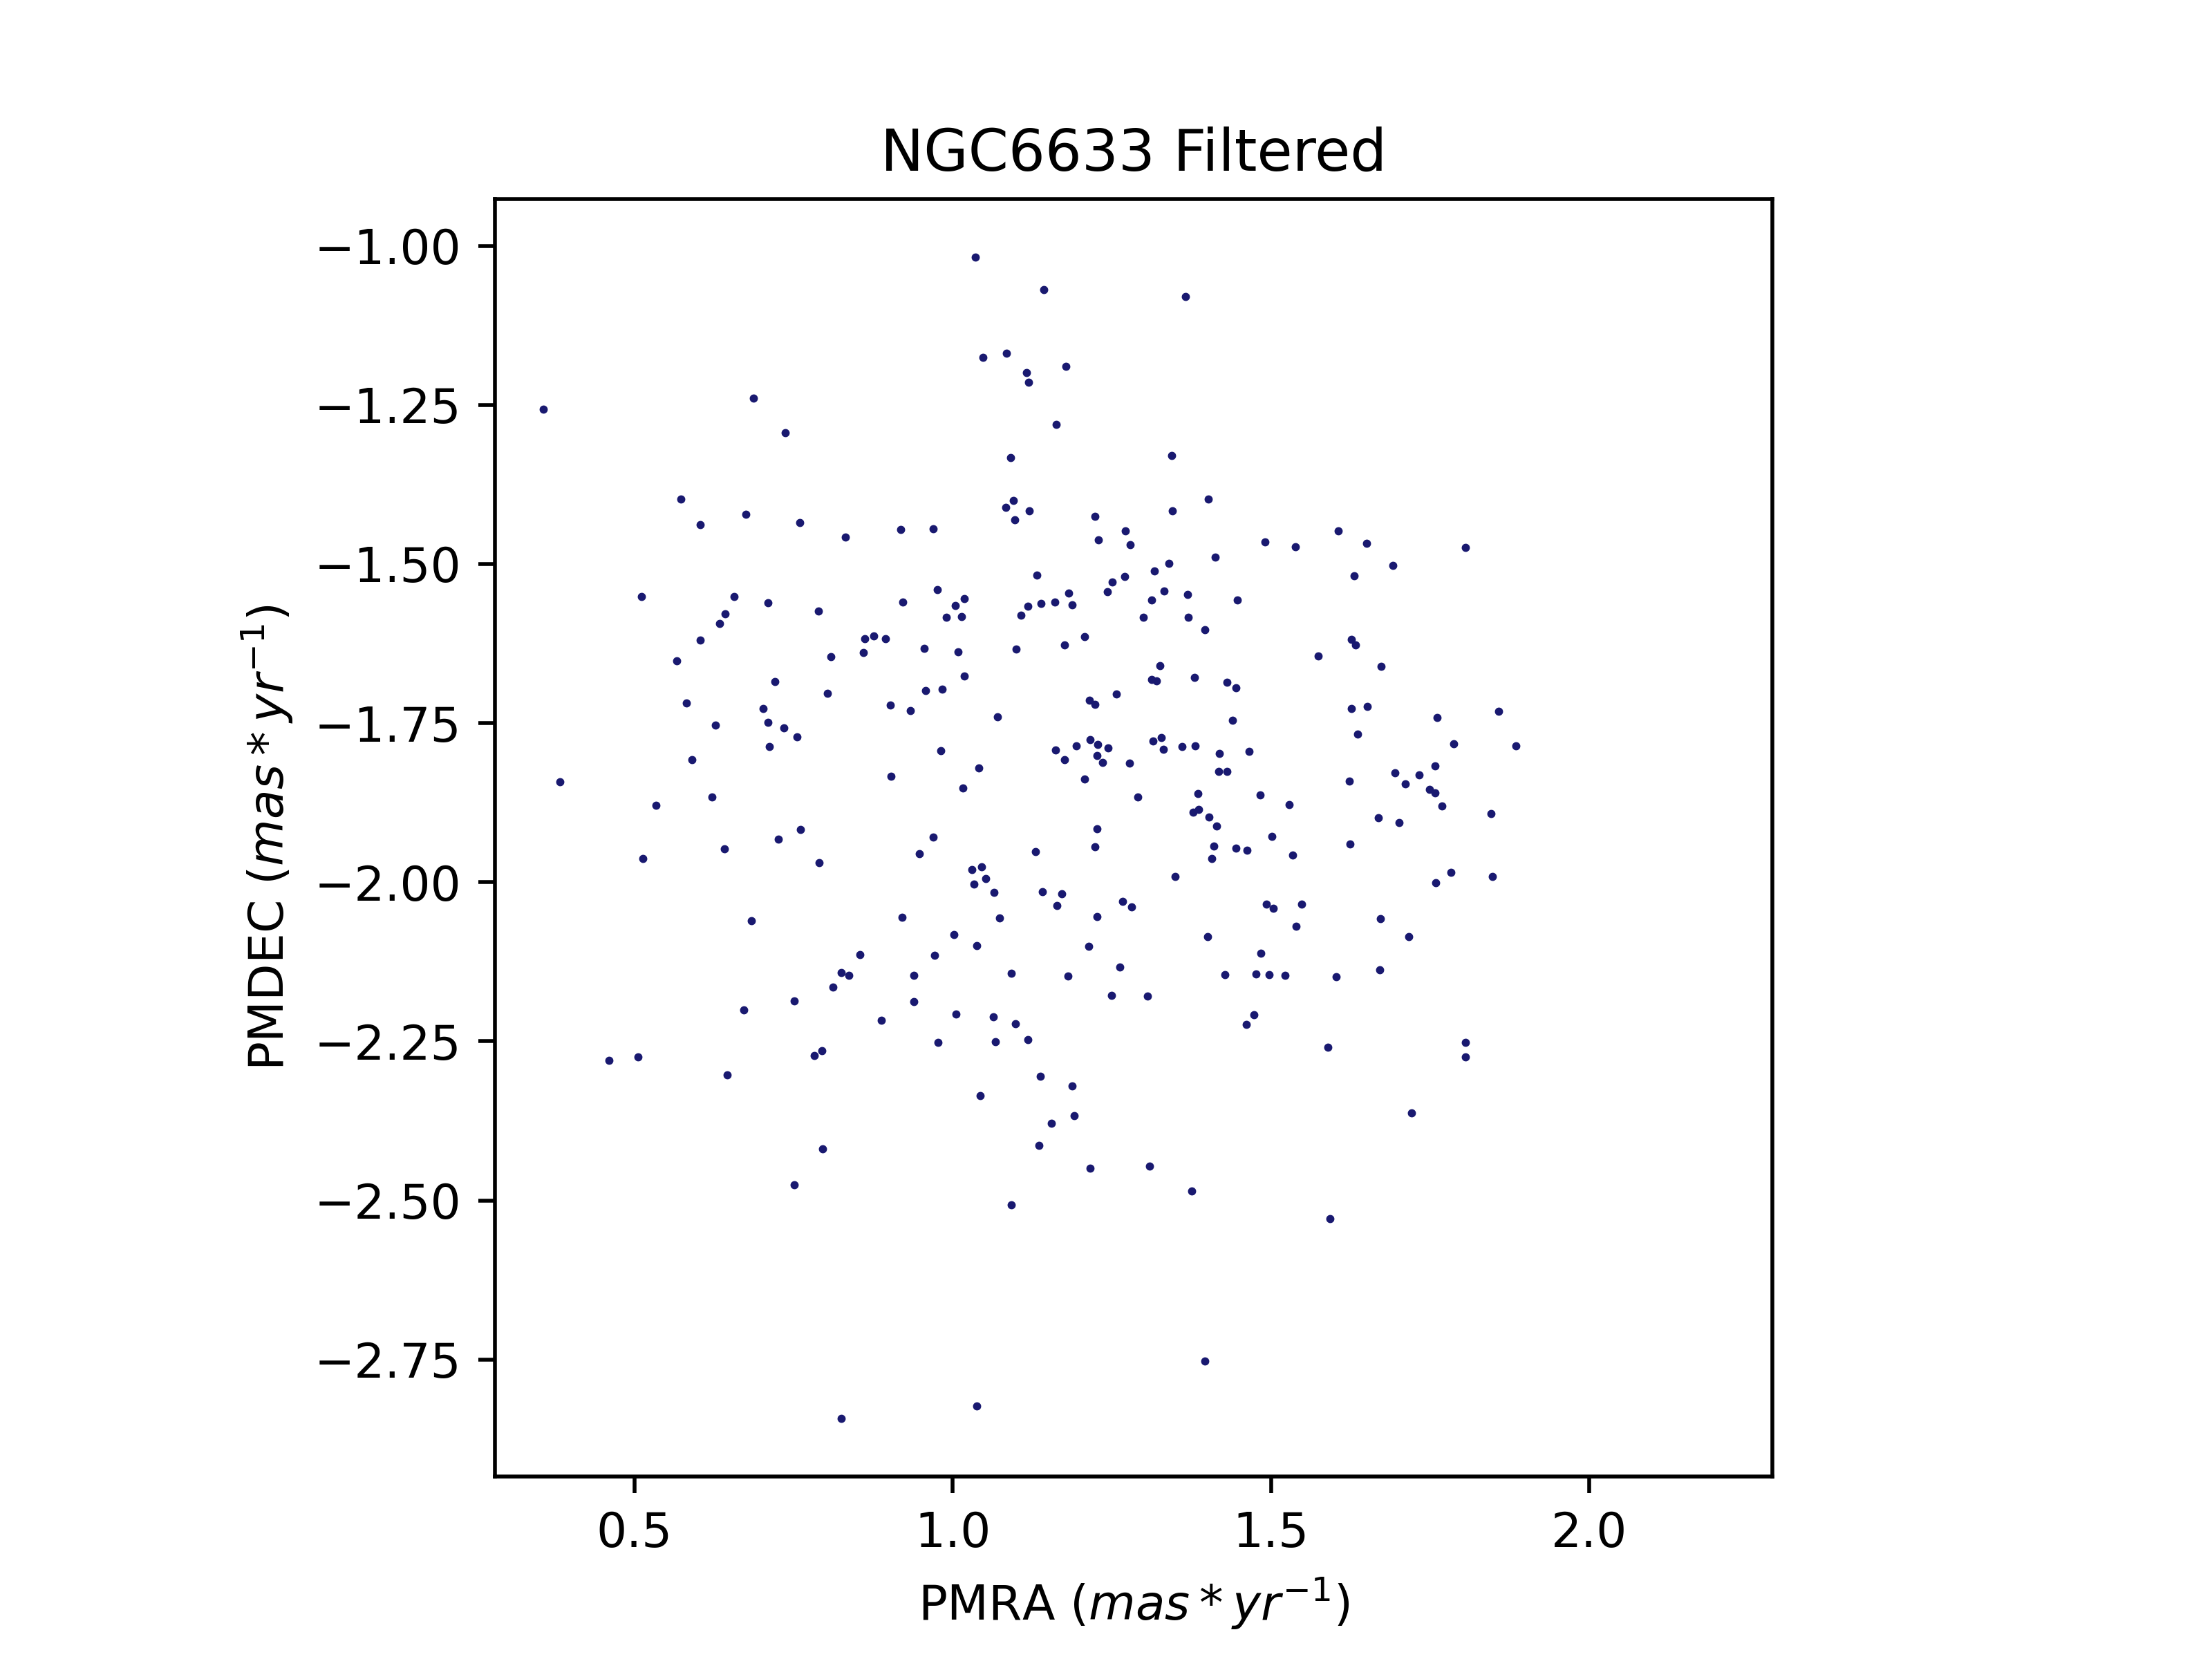 NGC6633 Filtered
−1.00
−1.25
−1.50
−1.75
−2.00
−2.25
−2.50
−2.75
PMDEC (mas * yr⁻¹)
0.5 1.0 1.5 2.0
PMRA (mas * yr⁻¹)